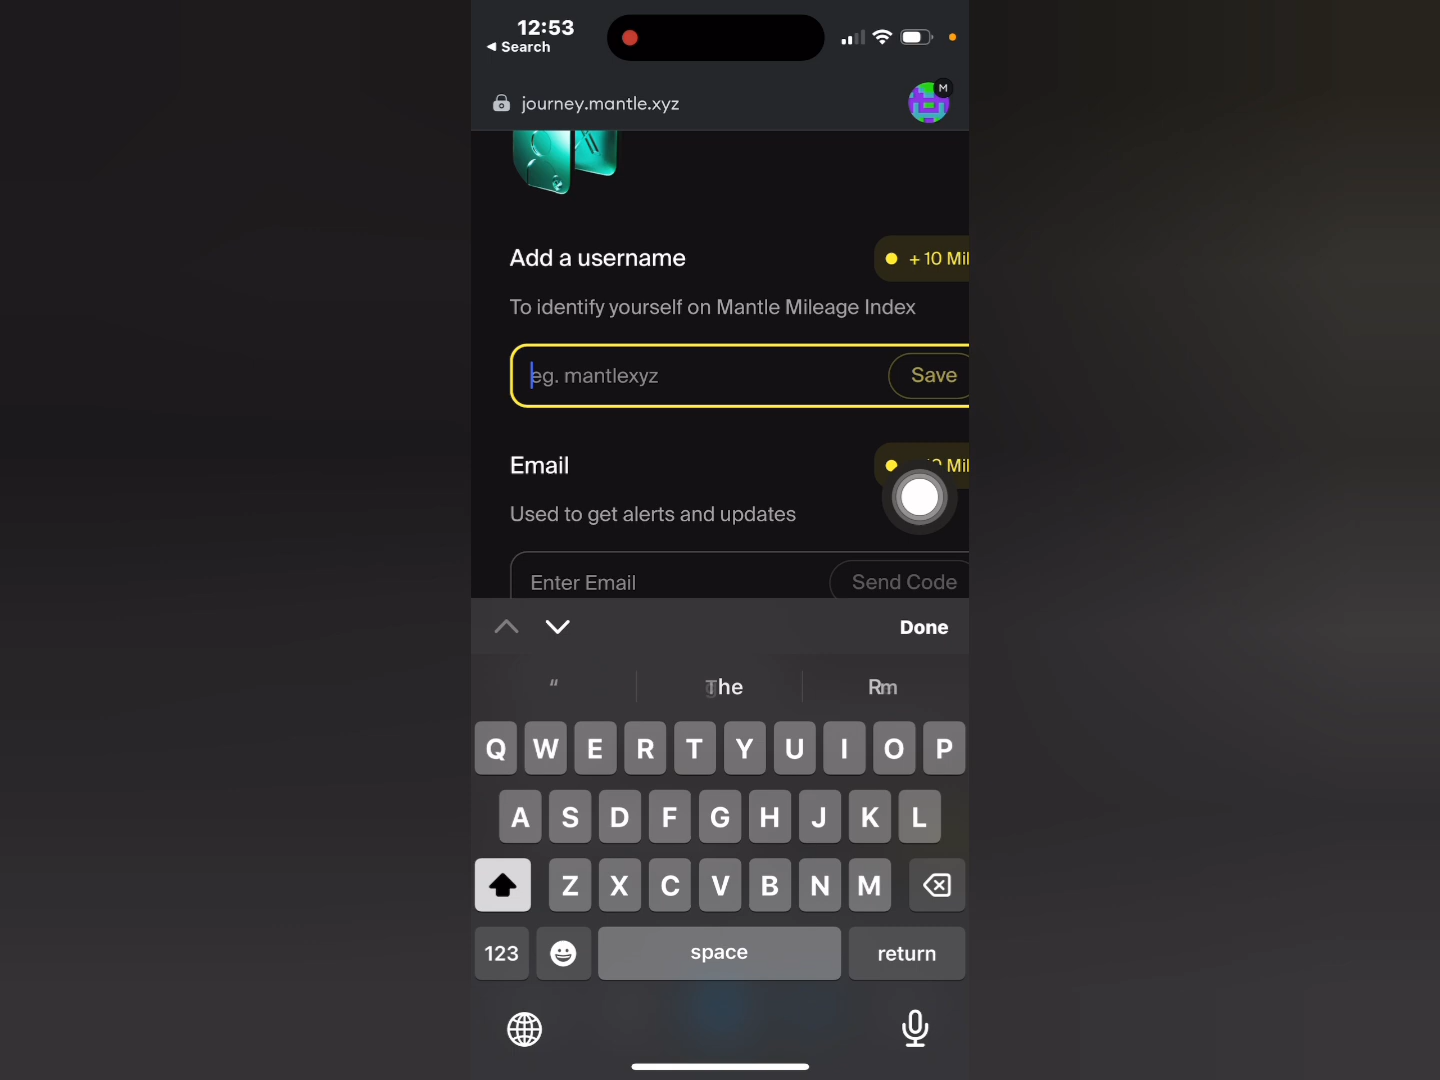 12:53
◀ Search
journey.mantle.xyz
M
Add a username
+ 10 Mil
To identify yourself on Mantle Mileage Index
eg. mantlexyz
Save
Email
Mil
Used to get alerts and updates
Enter Email
Send Code
Done
“
The
Q W E R T Y U I O P
A S D F G H J K L
Z X C V B N M
123
space
return